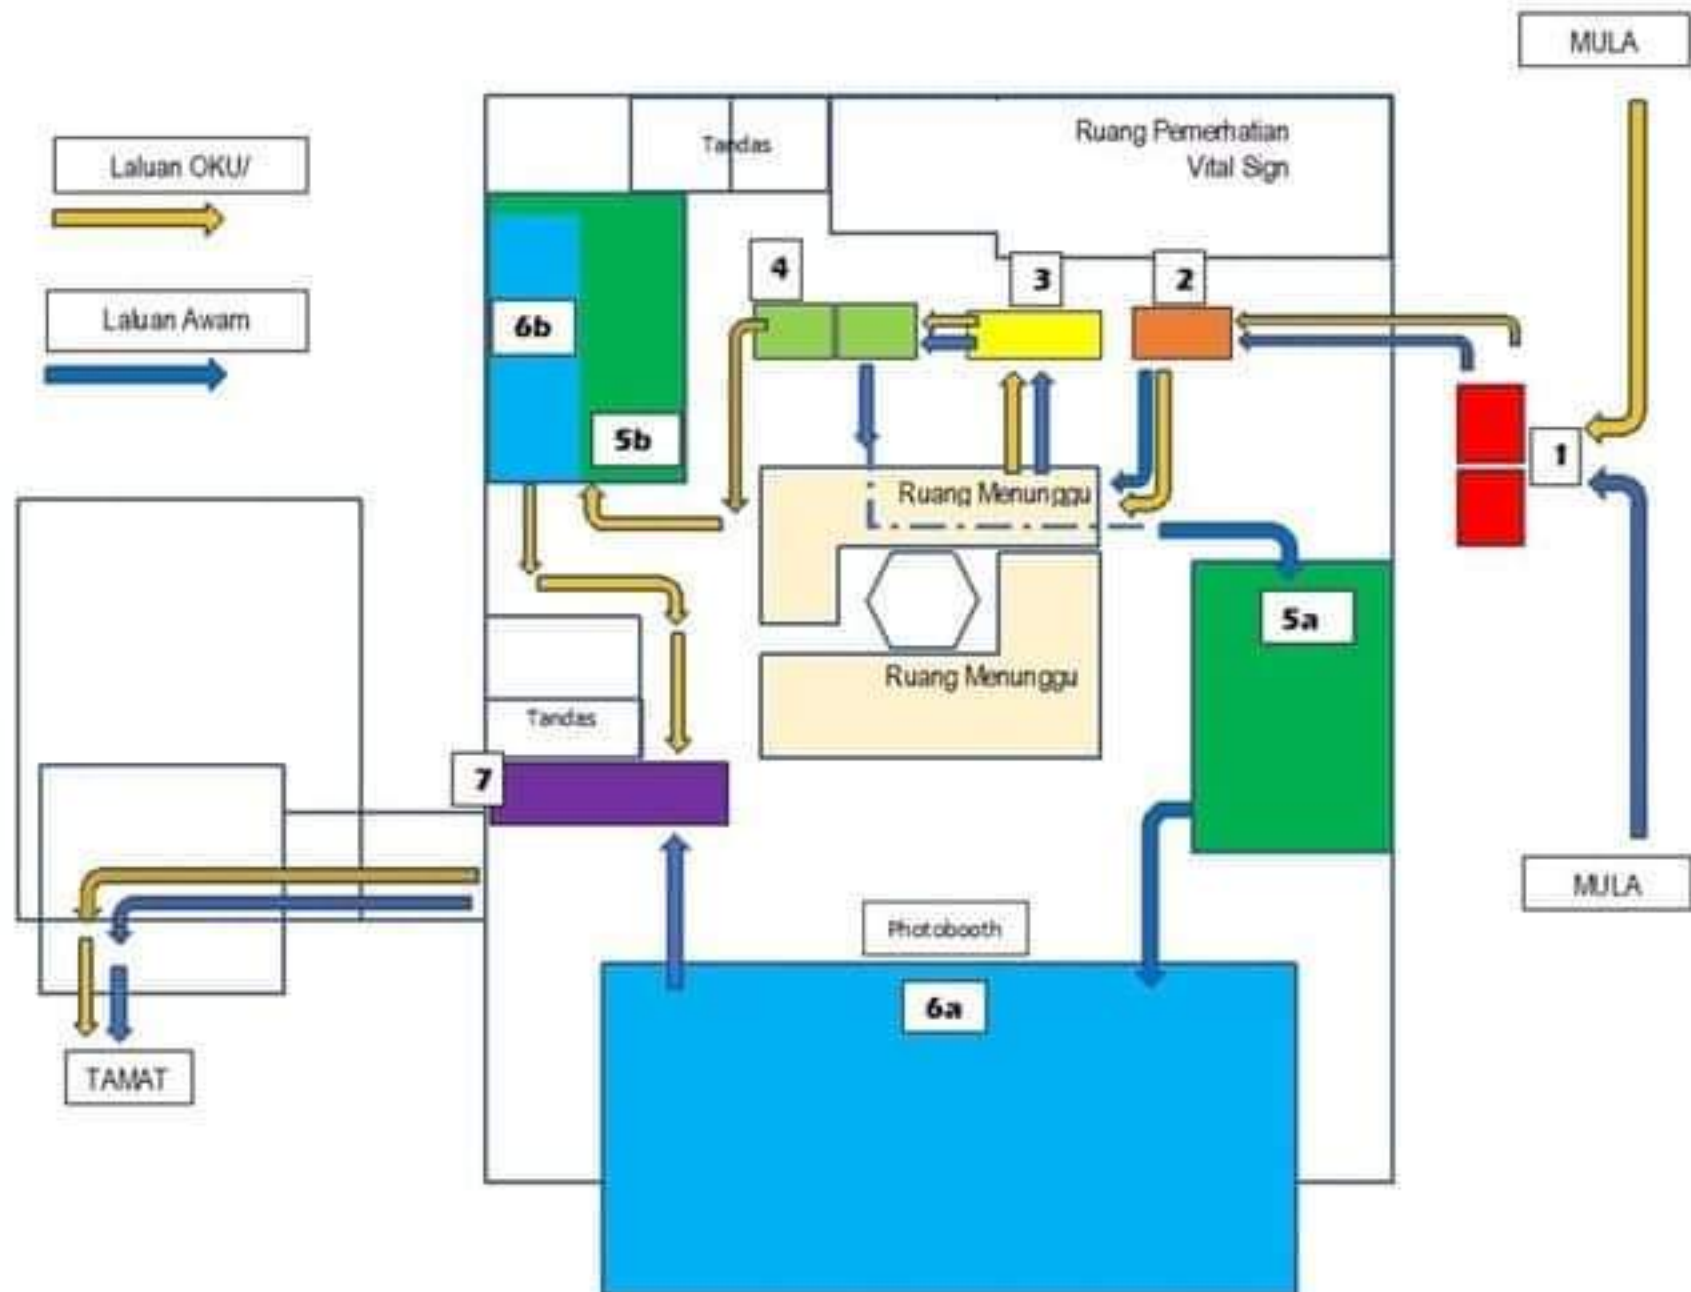 MULA
Laluan OKU/
Laluan Awam
Tandas
Ruang Pemerhatian
Vital Sign
4
3
2
6b
5b
1
Ruang Menunggu
5a
Ruang Menunggu
Tandas
7
MULA
Photobooth
6a
TAMAT